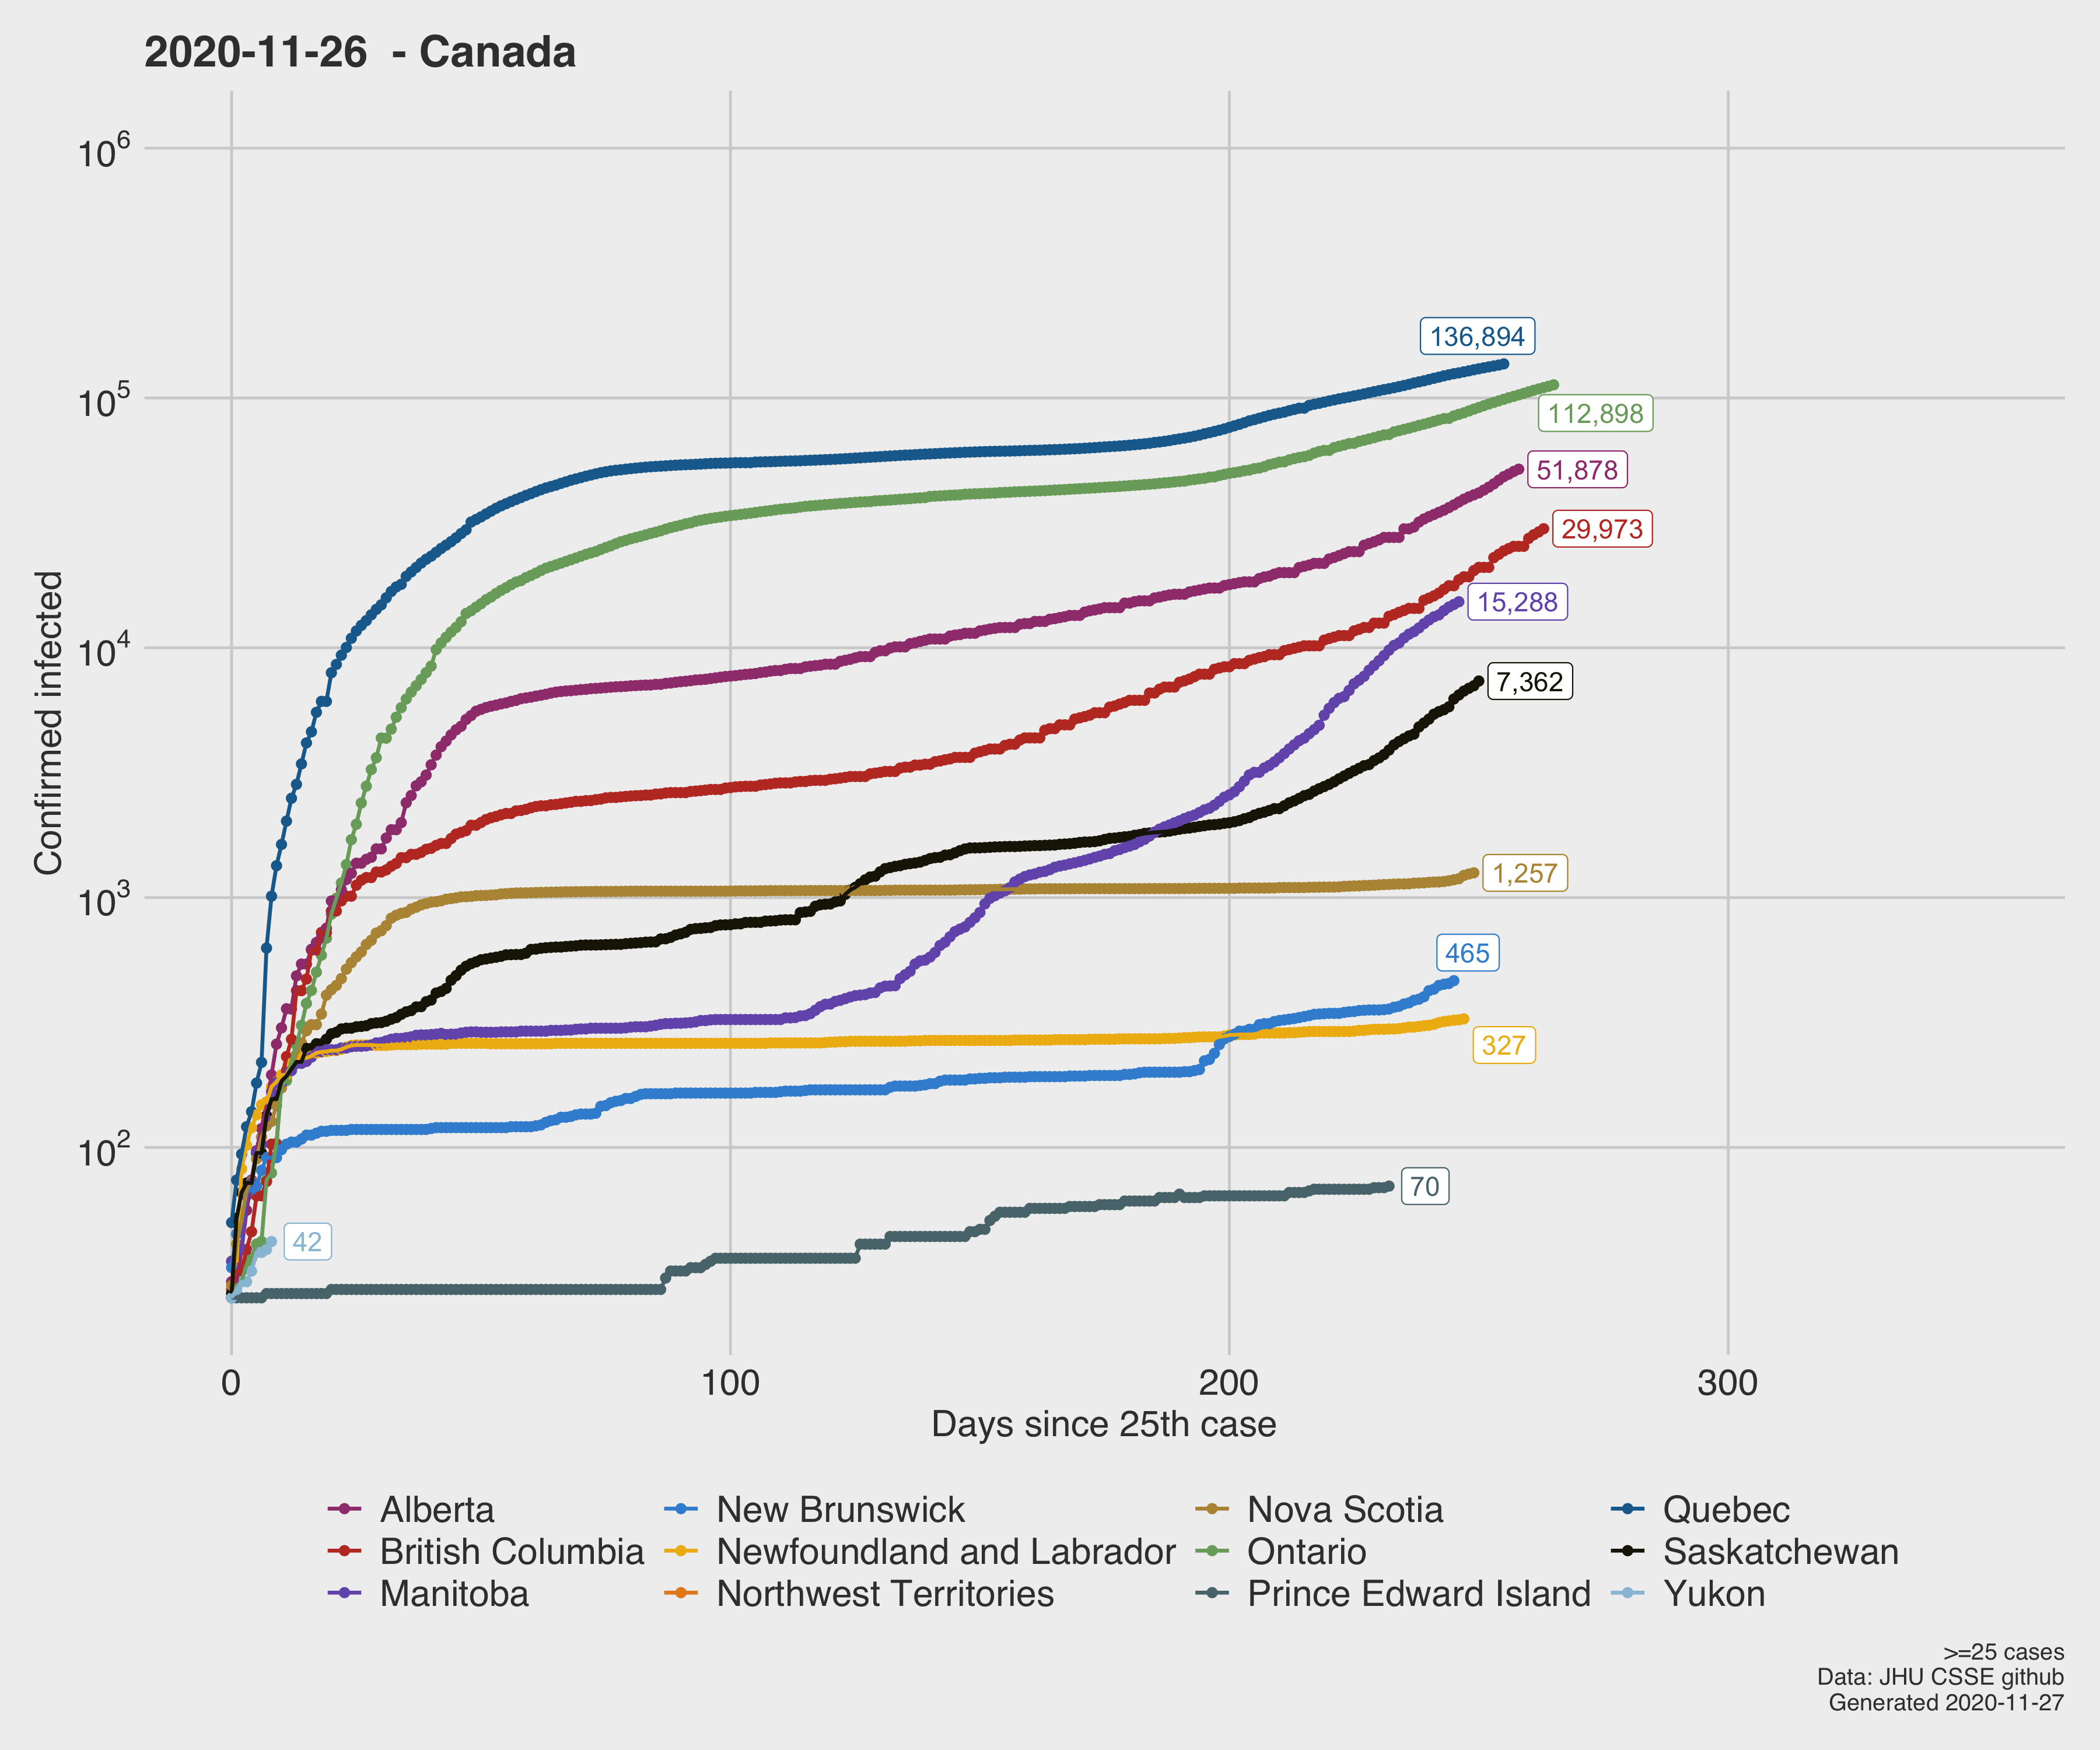 2020-11-26 - Canada
10^6
10^5
10^4
10^3
10^2
Confirmed infected
136,894
112,898
51,878
29,973
15,288
7,362
1,257
465
327
70
42
0 100 200 300
Days since 25th case
Alberta New Brunswick Nova Scotia Quebec
British Columbia Newfoundland and Labrador Ontario Saskatchewan
Manitoba Northwest Territories Prince Edward Island Yukon
>=25 cases
Data: JHU CSSE github
Generated 2020-11-27